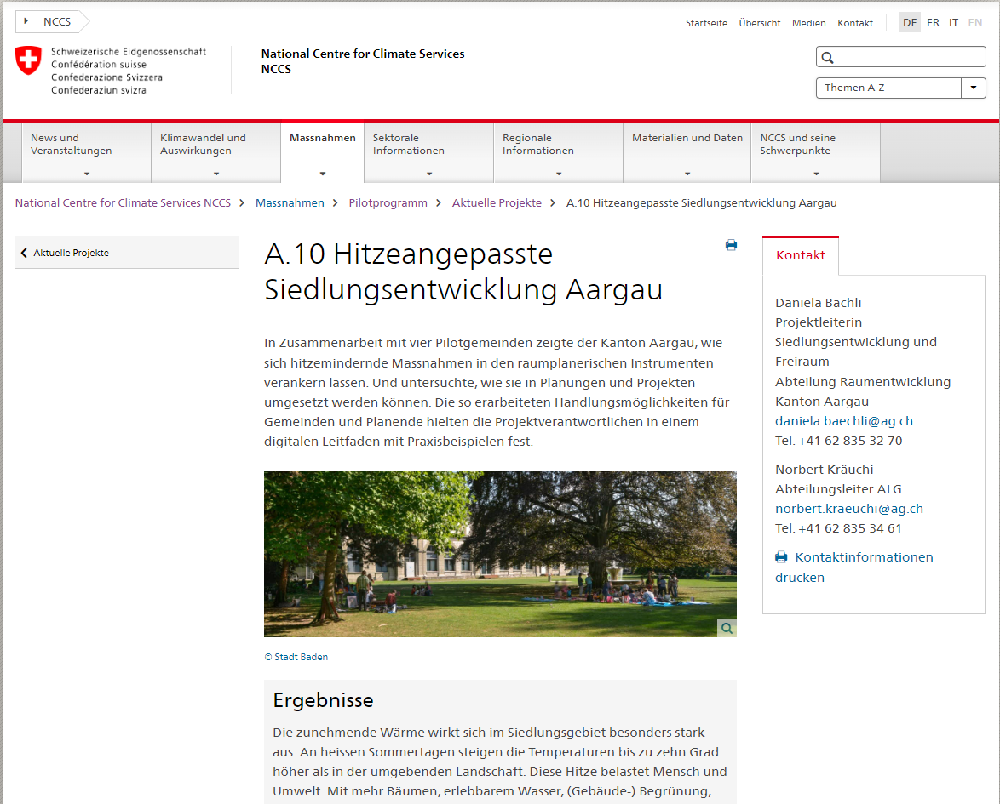 NCCS
Startseite Übersicht Medien Kontakt DE FR IT EN
Schweizerische Eidgenossenschaft
Confédération suisse
Confederazione Svizzera
Confederaziun svizra
National Centre for Climate Services
NCCS
Themen A-Z
News und
Veranstaltungen
Klimawandel und
Auswirkungen
Massnahmen
Sektorale
Informationen
Regionale
Informationen
Materialien und Daten
NCCS und seine
Schwerpunkte
National Centre for Climate Services NCCS > Massnahmen > Pilotprogramm > Aktuelle Projekte > A.10 Hitzeangepasste Siedlungsentwicklung Aargau
Aktuelle Projekte
A.10 Hitzeangepasste
Siedlungsentwicklung Aargau
In Zusammenarbeit mit vier Pilotgemeinden zeigte der Kanton Aargau, wie
sich hitzemindernde Massnahmen in den raumplanerischen Instrumenten
verankern lassen. Und untersuchte, wie sie in Planungen und Projekten
umgesetzt werden können. Die so erarbeiteten Handlungsmöglichkeiten für
Gemeinden und Planende hielten die Projektverantwortlichen in einem
digitalen Leitfaden mit Praxisbeispielen fest.
© Stadt Baden
Ergebnisse
Die zunehmende Wärme wirkt sich im Siedlungsgebiet besonders stark
aus. An heissen Sommertagen steigen die Temperaturen bis zu zehn Grad
höher als in der umgebenden Landschaft. Diese Hitze belastet Mensch und
Umwelt. Mit mehr Bäumen, erlebbarem Wasser, (Gebäude-) Begrünung,
Kontakt
Daniela Bächli
Projektleiterin
Siedlungsentwicklung und
Freiraum
Abteilung Raumentwicklung
Kanton Aargau
daniela.baechli@ag.ch
Tel. +41 62 835 32 70
Norbert Kräuchi
Abteilungsleiter ALG
norbert.kraeuchi@ag.ch
Tel. +41 62 835 34 61
Kontaktinformationen
drucken